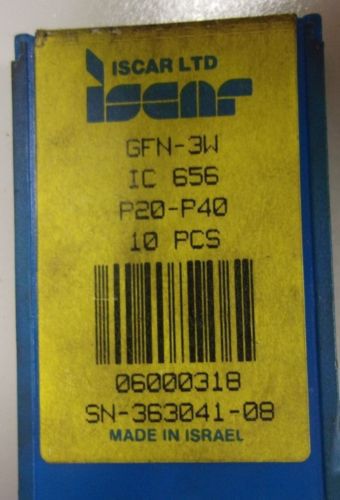 ISCAR LTD
iscar
GFN-3W
IC 656
P20-P40
10 PCS
06000318
SN-363041-08
MADE IN ISRAEL